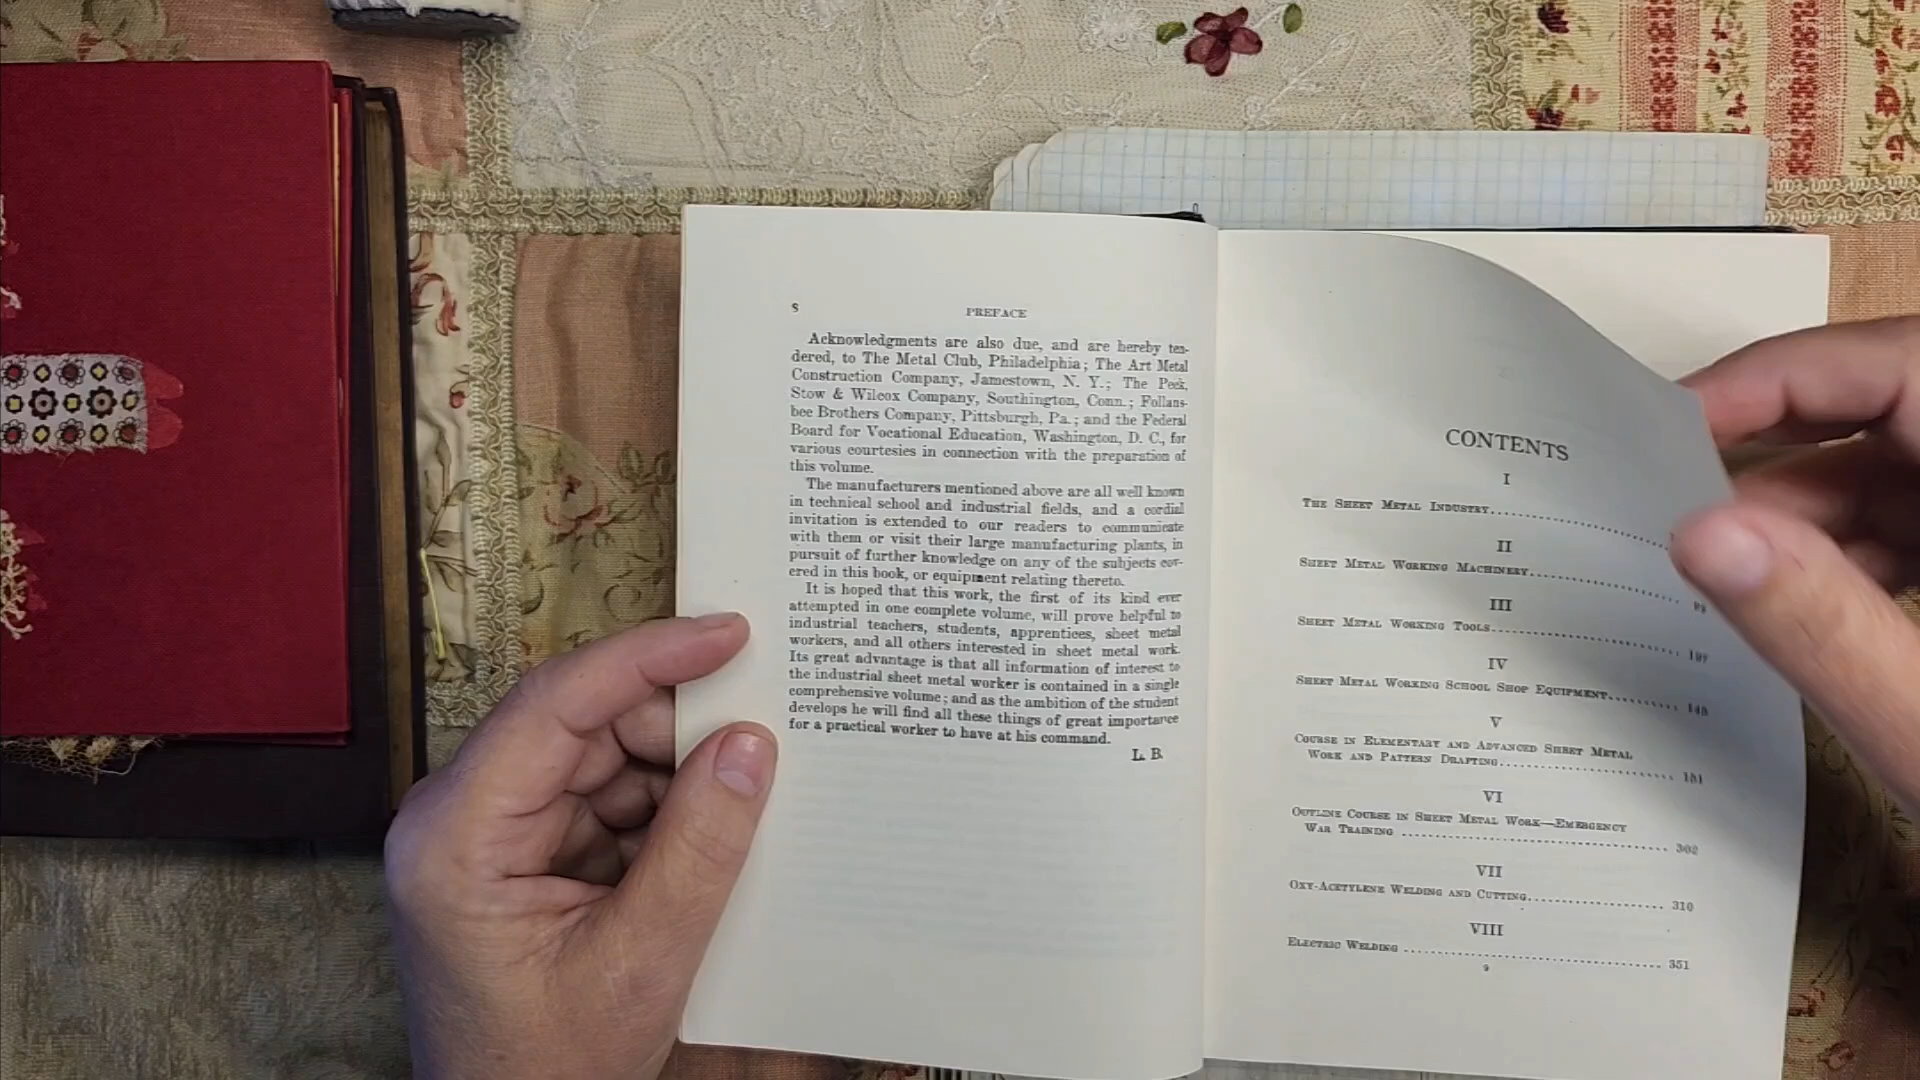 8
PREFACE
Acknowledgments are also due, and are hereby ten-
dered, to The Metal Club, Philadelphia; The Art Metal
Construction Company, Jamestown, N. Y.; The Peck,
Stow & Wilcox Company, Southington, Conn.; Follans-
bee Brothers Company, Pittsburgh, Pa.; and the Federal
Board for Vocational Education, Washington, D. C., for
various courtesies in connection with the preparation of
this volume.
The manufacturers mentioned above are all well known
in technical school and industrial fields, and a cordial
invitation is extended to our readers to communicate
with them or visit their large manufacturing plants, in
pursuit of further knowledge on any of the subjects cov-
ered in this book, or equipment relating thereto.
It is hoped that this work, the first of its kind ever
attempted in one complete volume, will prove helpful to
industrial teachers, students, apprentices, sheet metal
workers, and all others interested in sheet metal work.
Its great advantage is that all information of interest to
the industrial sheet metal worker is contained in a single
comprehensive volume; and as the ambition of the student
develops he will find all these things of great importance
for a practical worker to have at his command.
L. B.
CONTENTS
I
THE SHEET METAL INDUSTRY
II
SHEET METAL WORKING MACHINERY
III
SHEET METAL WORKING TOOLS
IV
SHEET METAL WORKING SCHOOL SHOP EQUIPMENT
V
COURSE IN ELEMENTARY AND ADVANCED SHEET METAL
WORK AND PATTERN DRAFTING
VI
OUTLINE COURSE IN SHEET METAL WORK—EMERGENCY
WAR TRAINING .......... 302
VII
OXY-ACETYLENE WELDING AND CUTTING .......... 310
VIII
ELECTRIC WELDING .......... 351
9